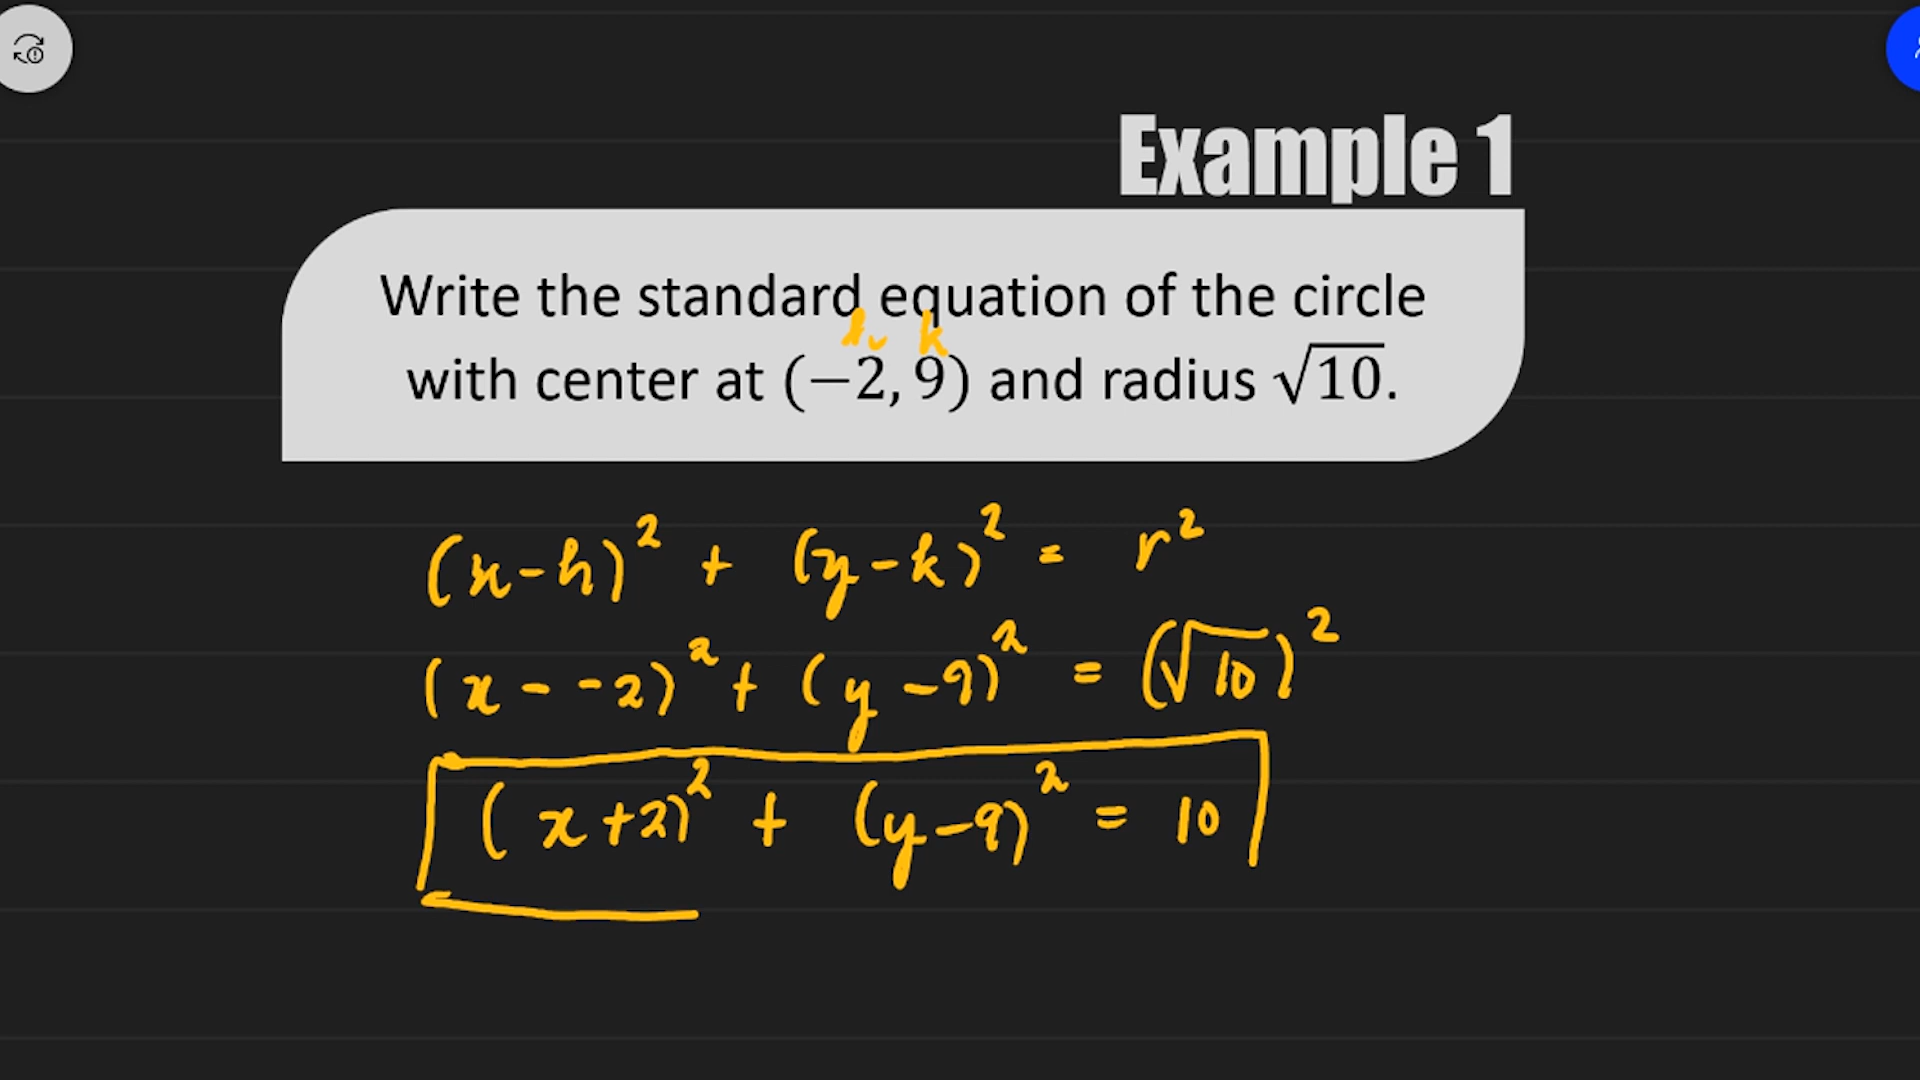 Example 1
Write the standard equation of the circle
h k
with center at (−2, 9) and radius √10.
(x-h)² + (y-k)² = r²
(x - -2)² + (y -9)² = (√10)²
(x+2)² + (y-9)² = 10